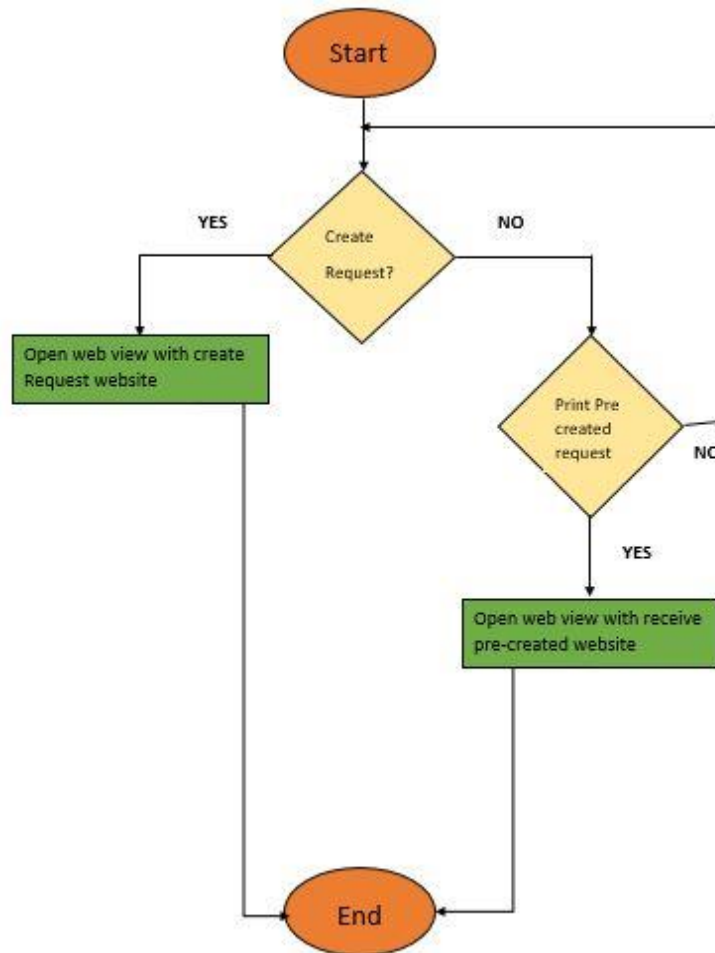 Start
YES
NO
Create
Request?
Open web view with create
Request website
Print Pre
created
request
NO
YES
Open web view with receive
pre-created website
End